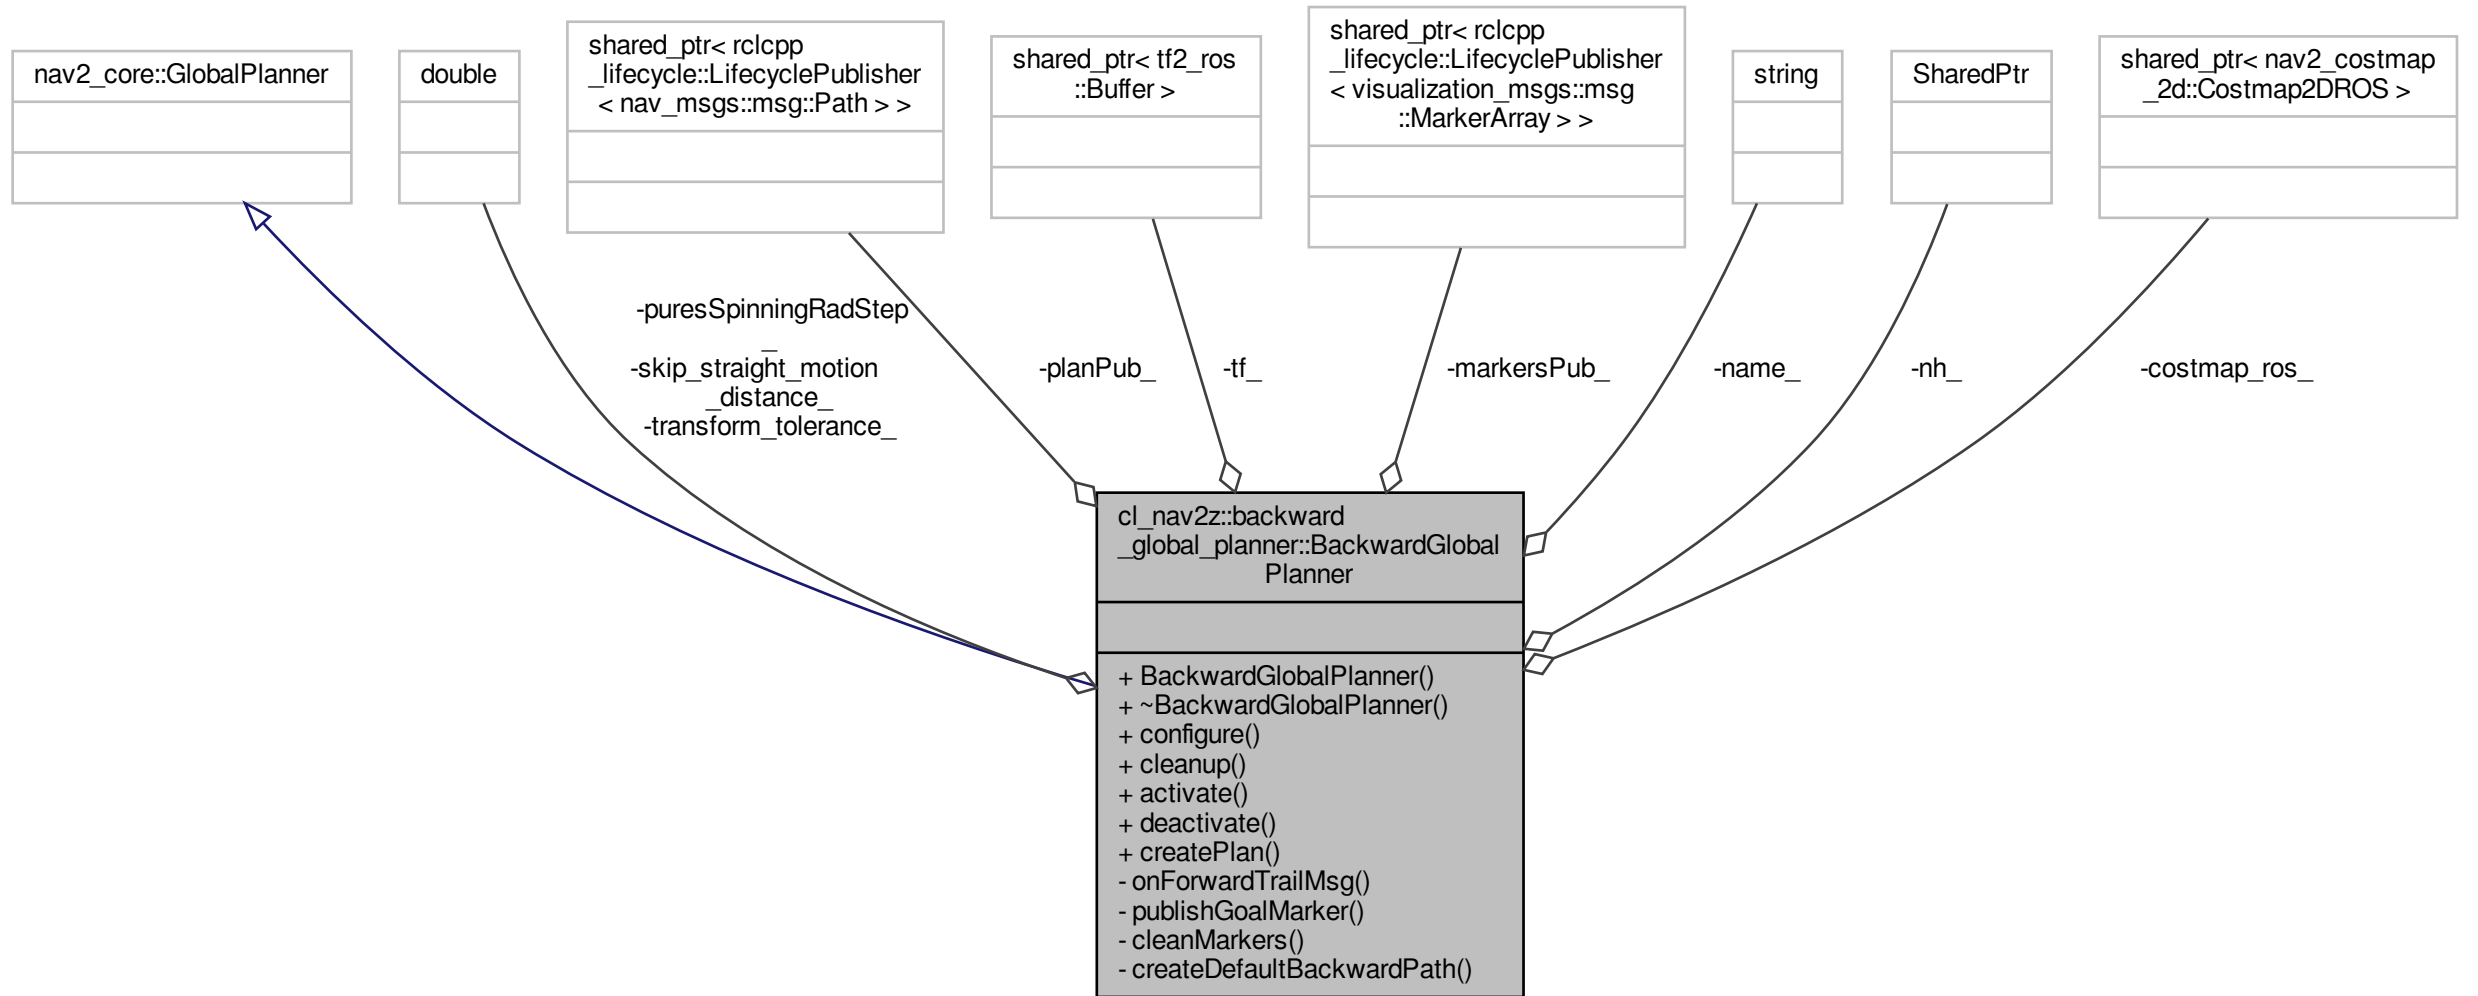 nav2_core::GlobalPlanner
double
shared_ptr< rclcpp
_lifecycle::LifecyclePublisher
< nav_msgs::msg::Path > >
shared_ptr< tf2_ros
::Buffer >
shared_ptr< rclcpp
_lifecycle::LifecyclePublisher
< visualization_msgs::msg
::MarkerArray > >
string
SharedPtr
shared_ptr< nav2_costmap
_2d::Costmap2DROS >
-puresSpinningRadStep
_
-skip_straight_motion
_distance_
-transform_tolerance_
-planPub_
-tf_
-markersPub_
-name_
-nh_
-costmap_ros_
cl_nav2z::backward
_global_planner::BackwardGlobal
Planner
+ BackwardGlobalPlanner()
+ ~BackwardGlobalPlanner()
+ configure()
+ cleanup()
+ activate()
+ deactivate()
+ createPlan()
- onForwardTrailMsg()
- publishGoalMarker()
- cleanMarkers()
- createDefaultBackwardPath()